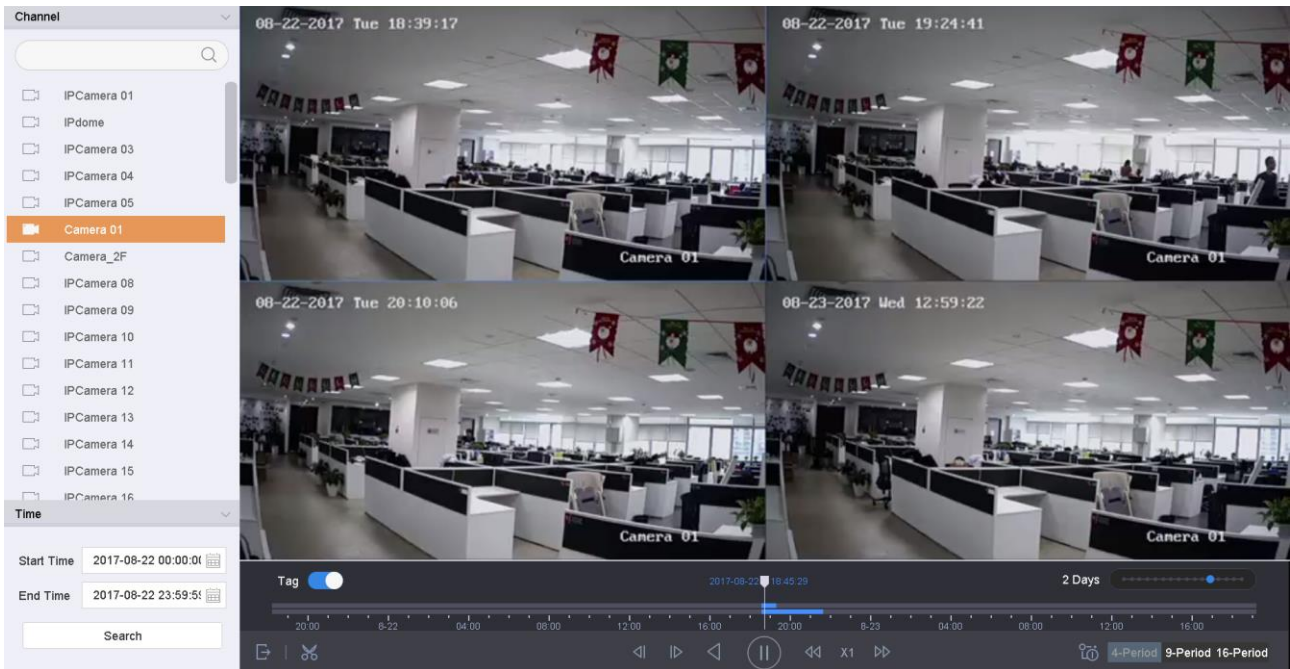 Channel
IPCamera 01
IPdome
IPCamera 03
IPCamera 04
IPCamera 05
Camera 01
Camera_2F
IPCamera 08
IPCamera 09
IPCamera 10
IPCamera 11
IPCamera 12
IPCamera 13
IPCamera 14
IPCamera 15
IPCamera 16
Time
Start Time 2017-08-22 00:00:00
End Time 2017-08-22 23:59:59
Search
08-22-2017 Tue 18:39:17
Camera 01
08-22-2017 Tue 19:24:41
Camera 01
08-22-2017 Tue 20:10:06
Camera 01
08-23-2017 Wed 12:59:22
Camera 01
Tag
2017-08-22 18:45:29
2 Days
20:00 8-22 04:00 08:00 12:00 16:00 20:00 8-23 04:00 08:00 12:00 16:00
X1
4-Period 9-Period 16-Period